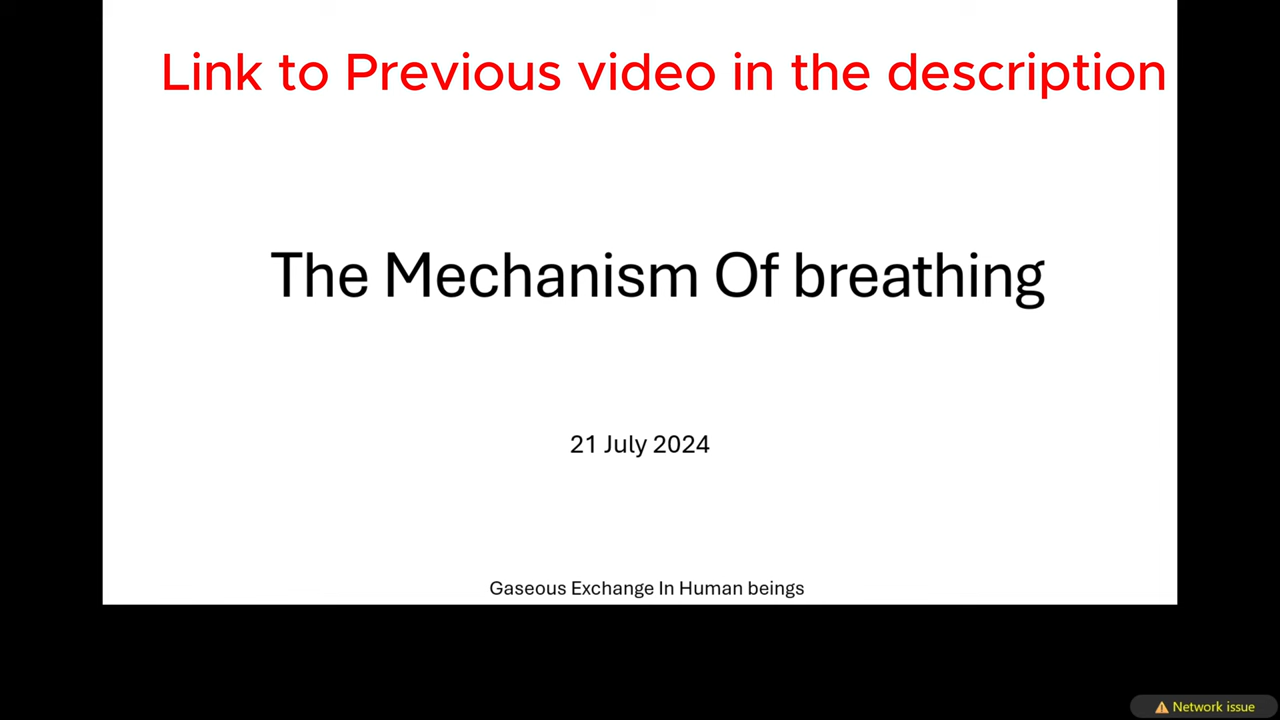 Link to Previous video in the description
The Mechanism Of breathing
21 July 2024
Gaseous Exchange In Human beings
Network issue